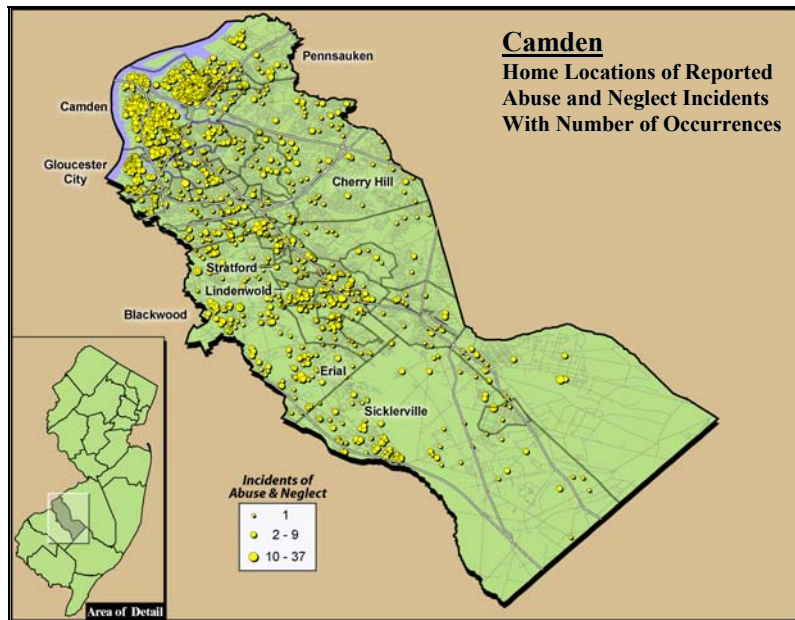 Camden
Home Locations of Reported
Abuse and Neglect Incidents
With Number of Occurrences
Pennsauken
Camden
Gloucester
City
Cherry Hill
Stratford
Lindenwold
Blackwood
Erial
Sicklerville
Incidents of
Abuse & Neglect
1
2 - 9
10 - 37
Area of Detail